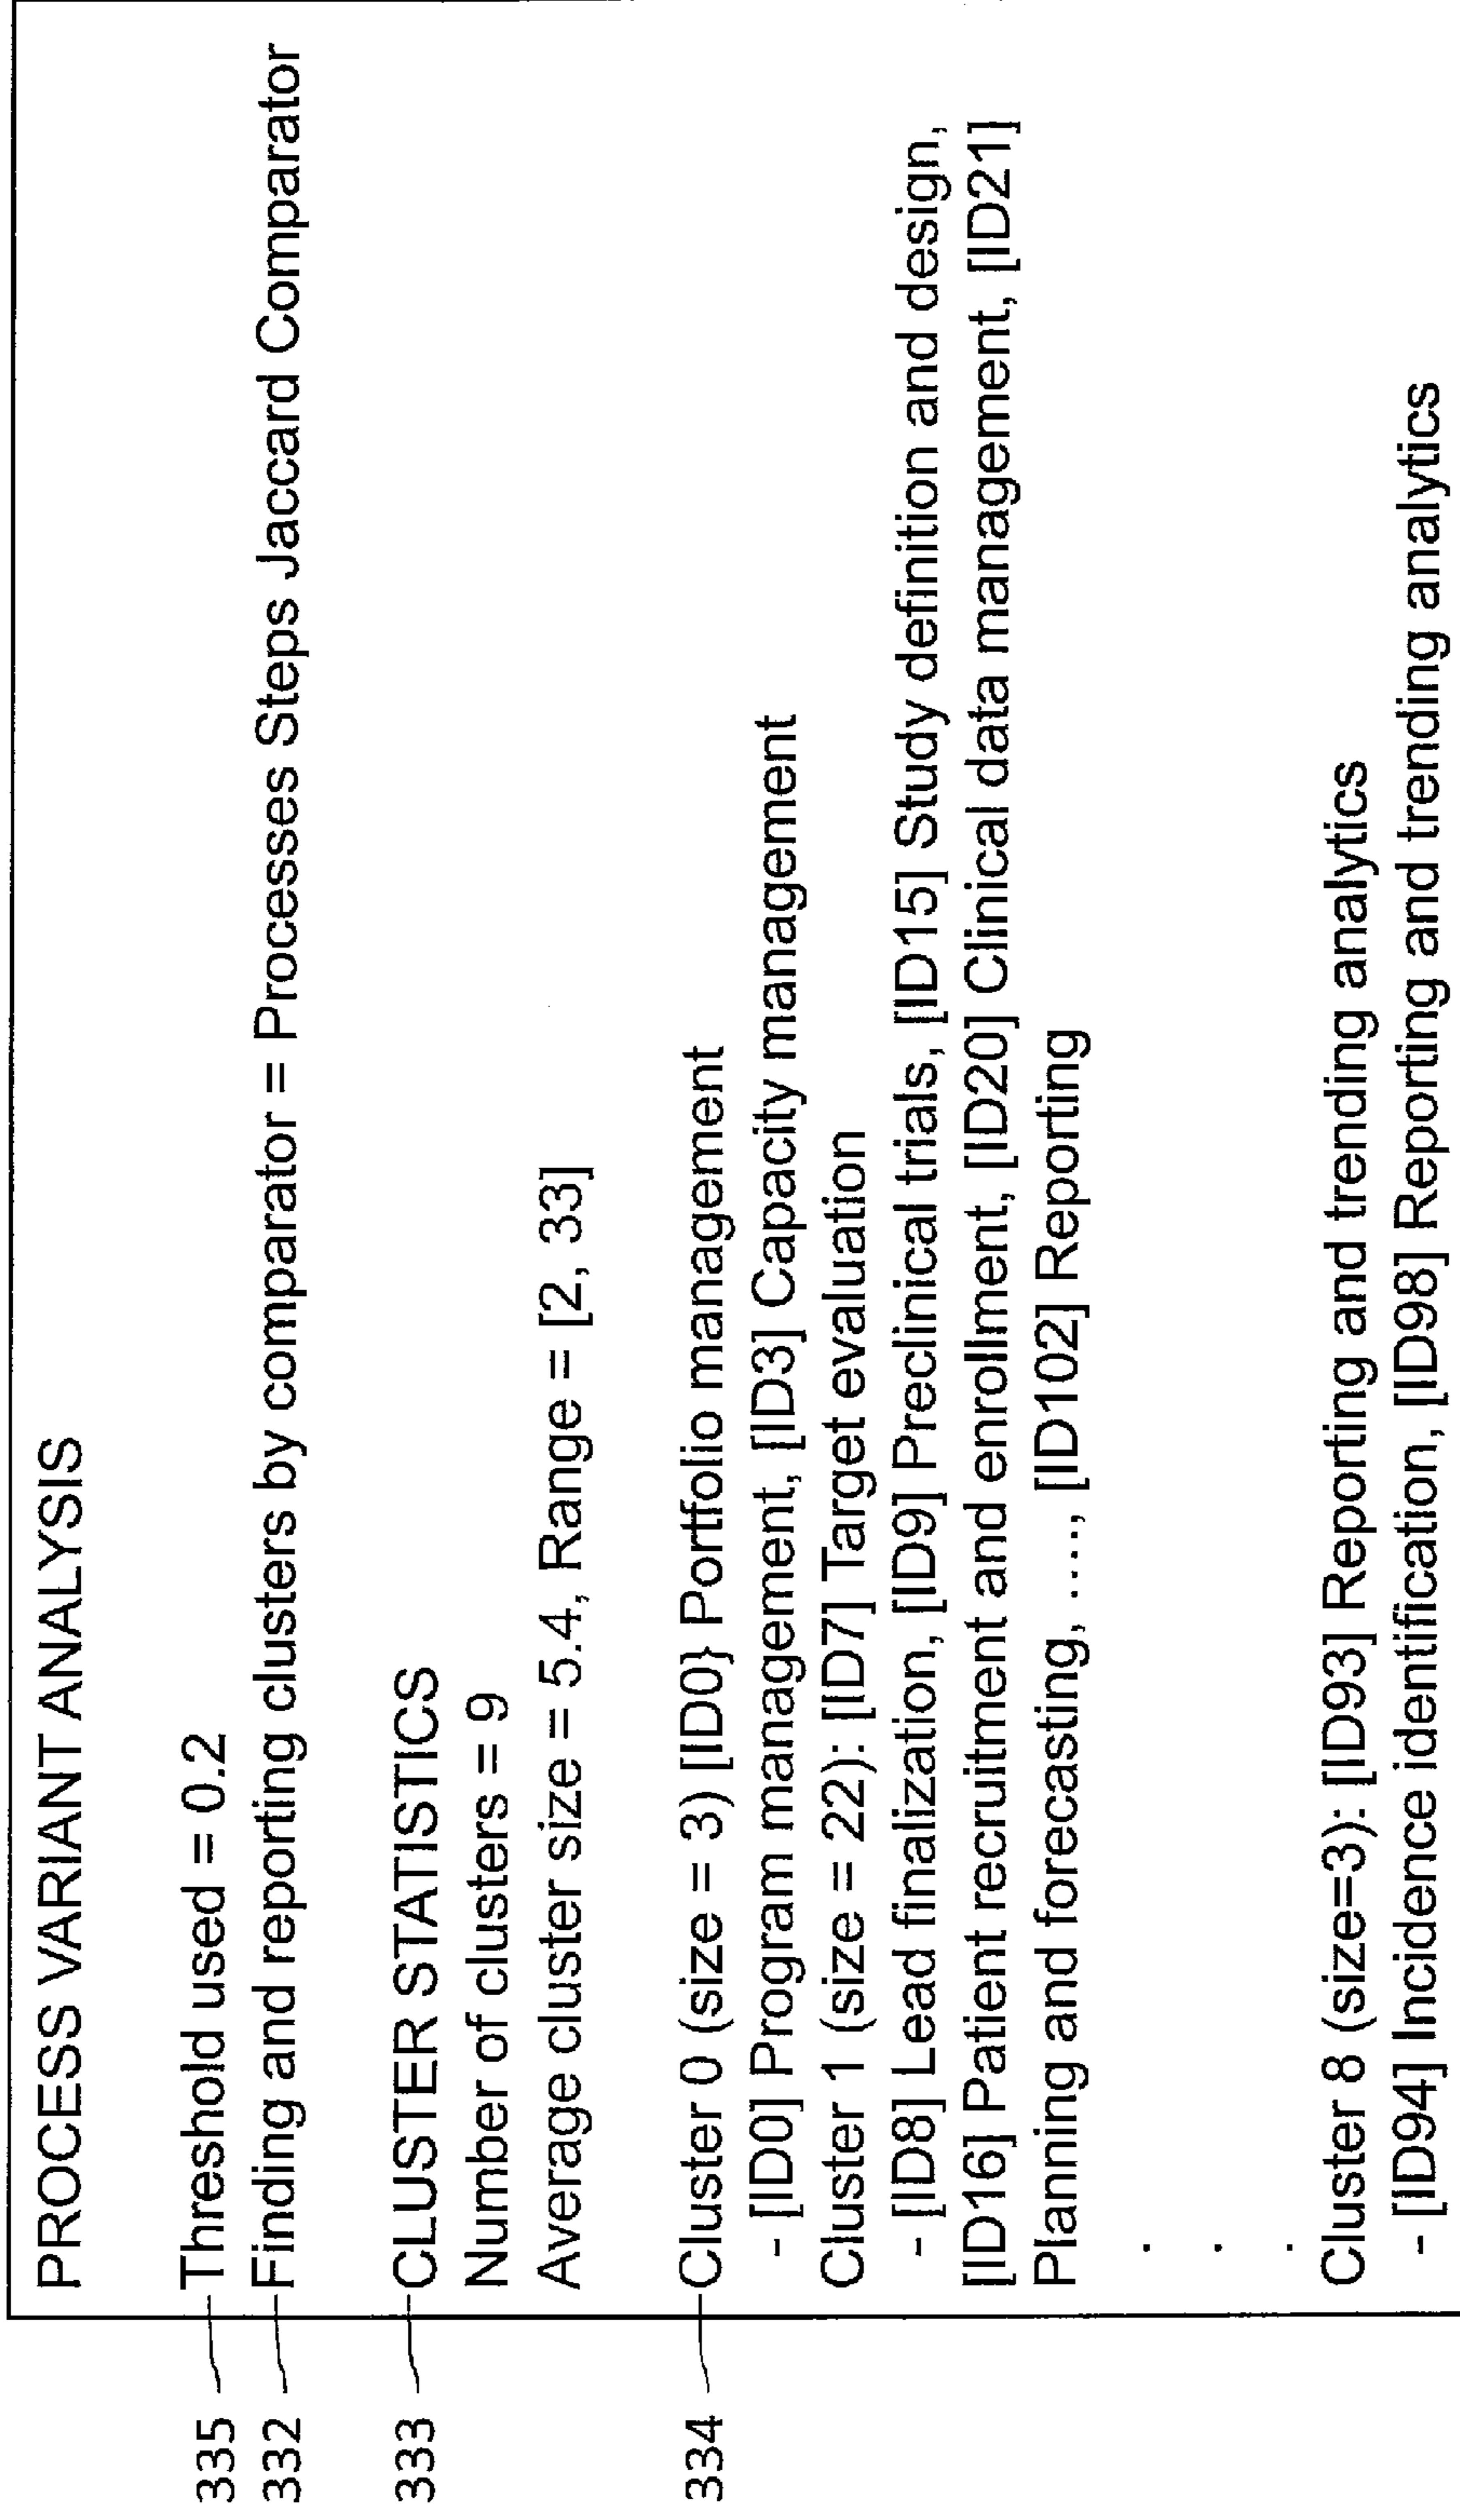 PROCESS VARIANT ANALYSIS
335 Threshold used = 0.2
332 Finding and reporting clusters by comparator = Processes Steps Jaccard Comparator
333 CLUSTER STATISTICS
Number of clusters = 9
Average cluster size = 5.4, Range = [2, 33]
334 Cluster 0 (size = 3) [ID0} Portfolio management
- [ID0] Program management, [ID3] Capacity management
Cluster 1 (size = 22): [ID7] Target evaluation
- [ID8] Lead finalization, [ID9] Preclinical trials, [ID15] Study definition and design,
[ID16] Patient recruitment and enrollment, [ID20] Clinical data management, [ID21]
Planning and forecasting, ...., [ID102] Reporting
.
.
.
Cluster 8 (size=3): [ID93] Reporting and trending analytics
- [ID94] Incidence identification, [ID98] Reporting and trending analytics